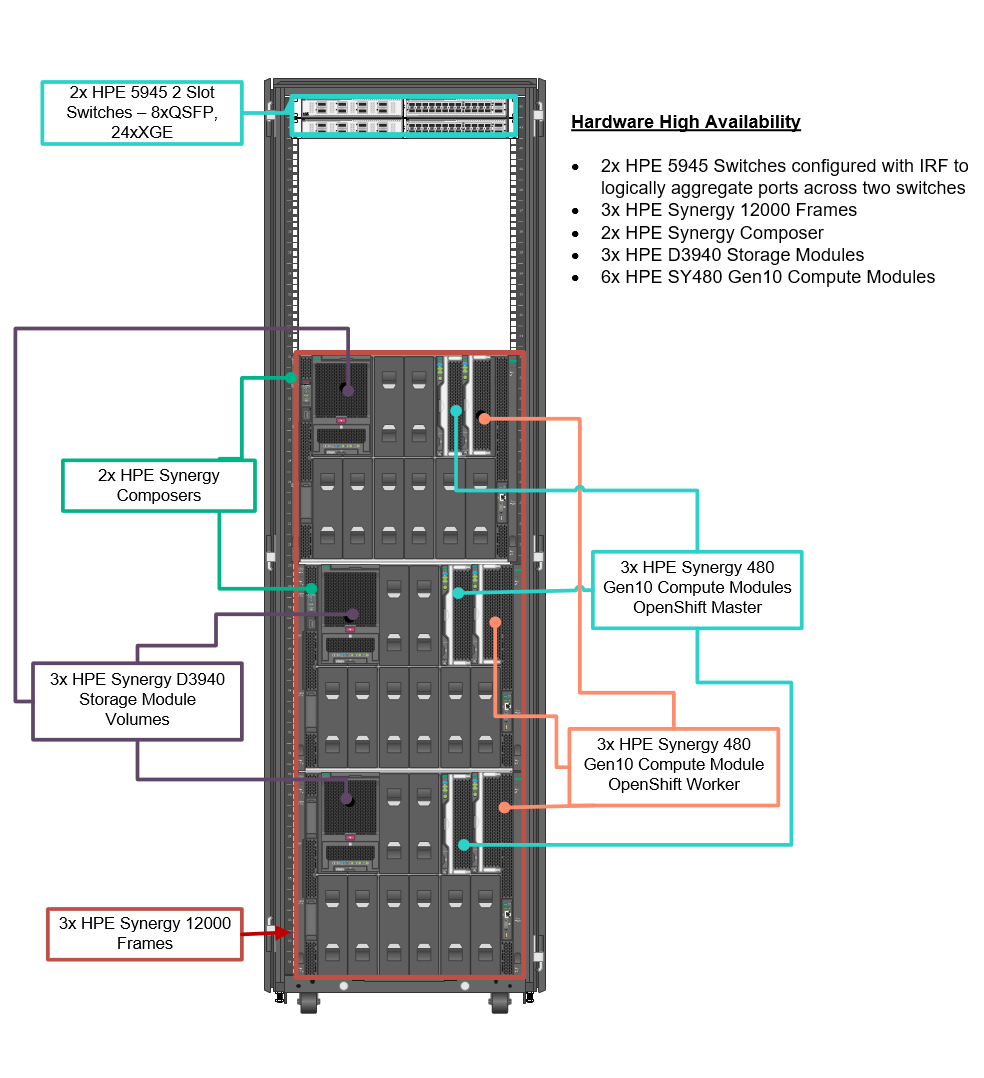 2x HPE 5945 2 Slot
Switches – 8xQSFP,
24xXGE
Hardware High Availability
• 2x HPE 5945 Switches configured with IRF to
logically aggregate ports across two switches
• 3x HPE Synergy 12000 Frames
• 2x HPE Synergy Composer
• 3x HPE D3940 Storage Modules
• 6x HPE SY480 Gen10 Compute Modules
2x HPE Synergy
Composers
3x HPE Synergy 480
Gen10 Compute Modules
OpenShift Master
3x HPE Synergy D3940
Storage Module
Volumes
3x HPE Synergy 480
Gen10 Compute Module
OpenShift Worker
3x HPE Synergy 12000
Frames